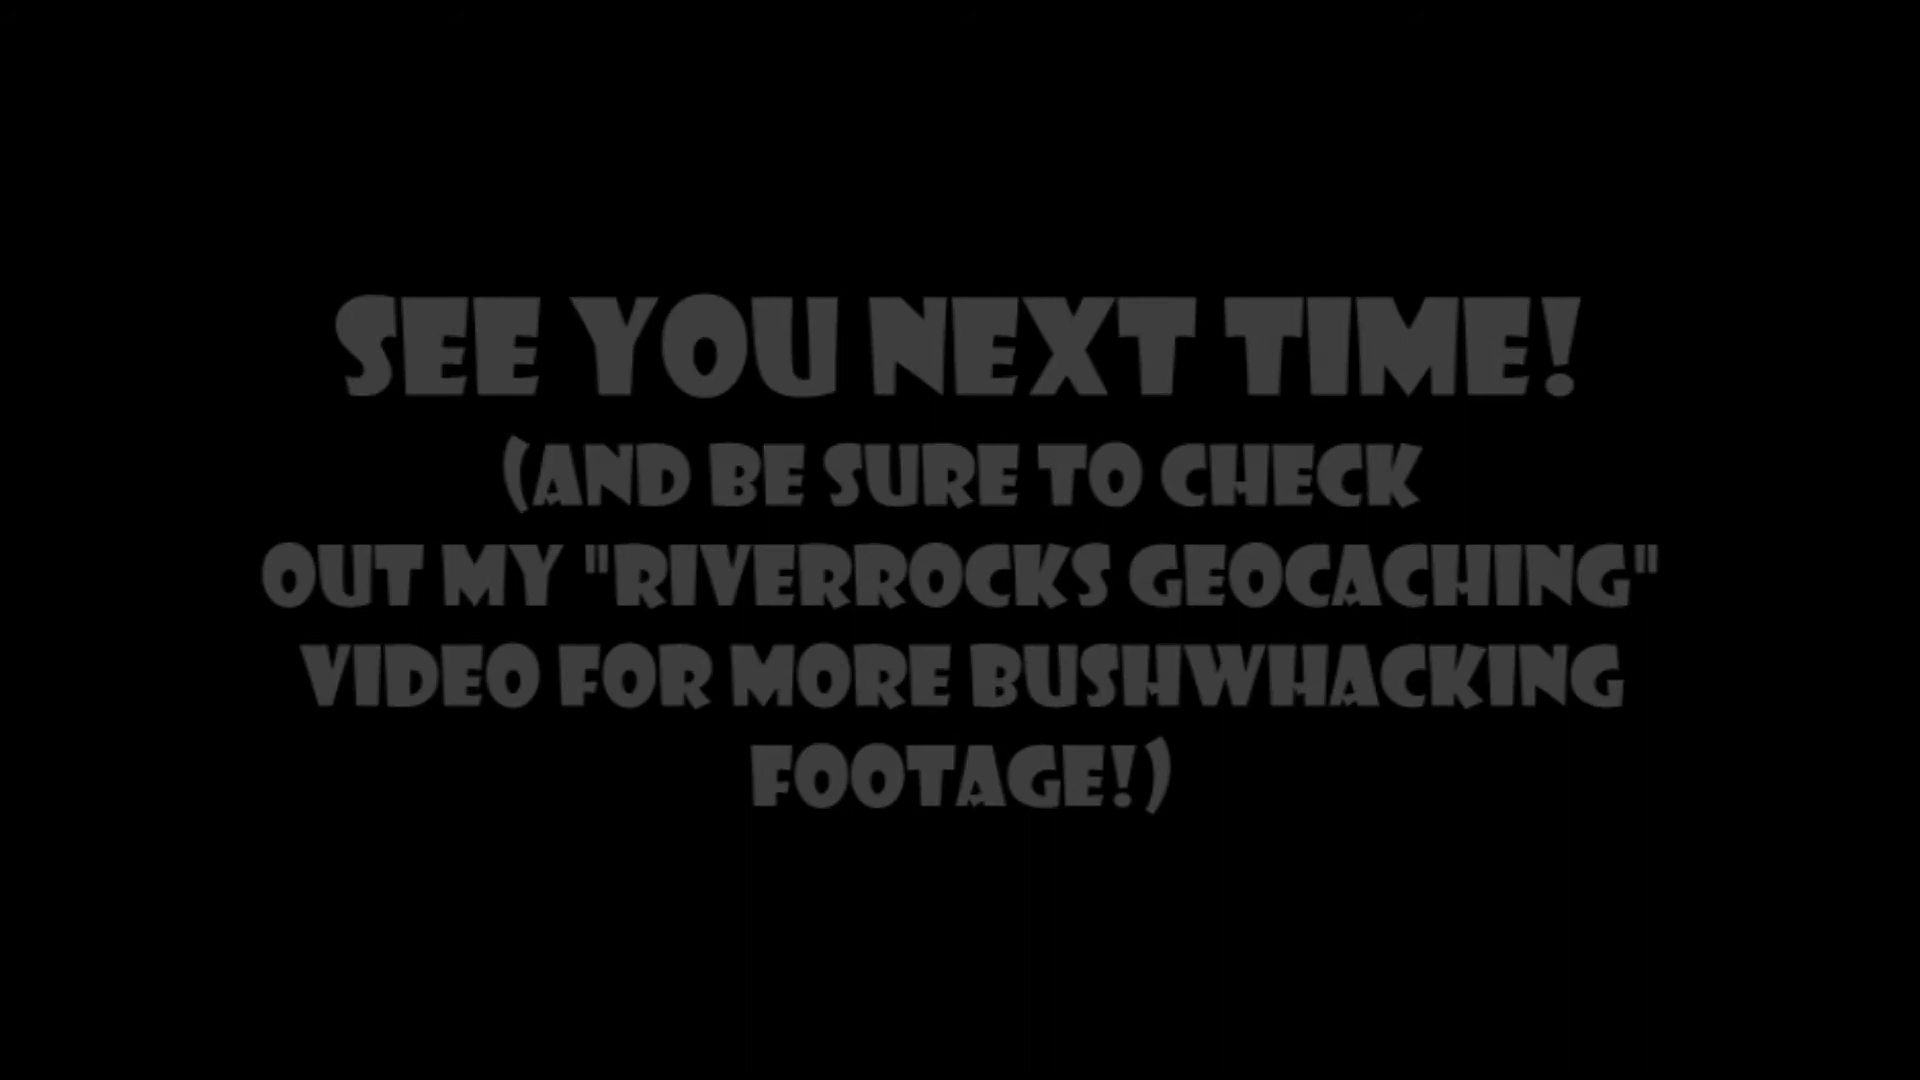 SEE YOU NEXT TIME!
(AND BE SURE TO CHECK
OUT MY "RIVERROCKS GEOCACHING"
VIDEO FOR MORE BUSHWHACKING
FOOTAGE!)